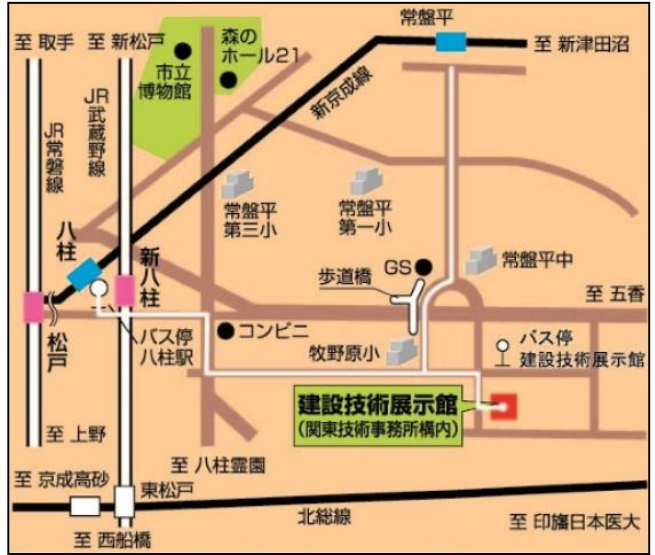 常盤平
至 取手
至 新松戸
森の
ホール21
至 新津田沼
市立
博物館
JR武蔵野線
JR常磐線
新京成線
常盤平
第三小
常盤平
第一小
八柱
新八柱
GS
常盤平中
歩道橋
至 五香
松戸
バス停
八柱駅
コンビニ
牧野原小
バス停
建設技術展示館
建設技術展示館
(関東技術事務所構内)
至 上野
至 八柱霊園
至 京成高砂
東松戸
北総線
至 印旛日本医大
至 西船橋